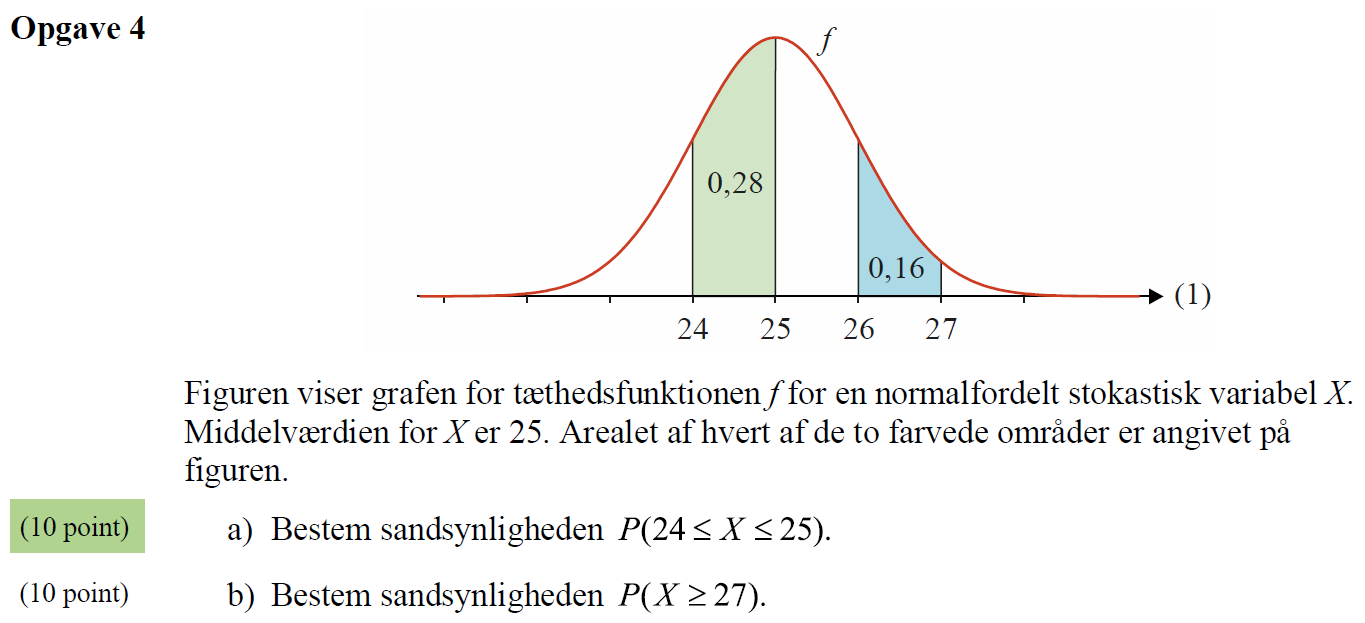 Opgave 4
f
0,28
0,16
(1)
24 25 26 27
Figuren viser grafen for tæthedsfunktionen f for en normalfordelt stokastisk variabel X.
Middelværdien for X er 25. Arealet af hvert af de to farvede områder er angivet på
figuren.
(10 point) a) Bestem sandsynligheden P(24 ≤ X ≤ 25).
(10 point) b) Bestem sandsynligheden P(X ≥ 27).